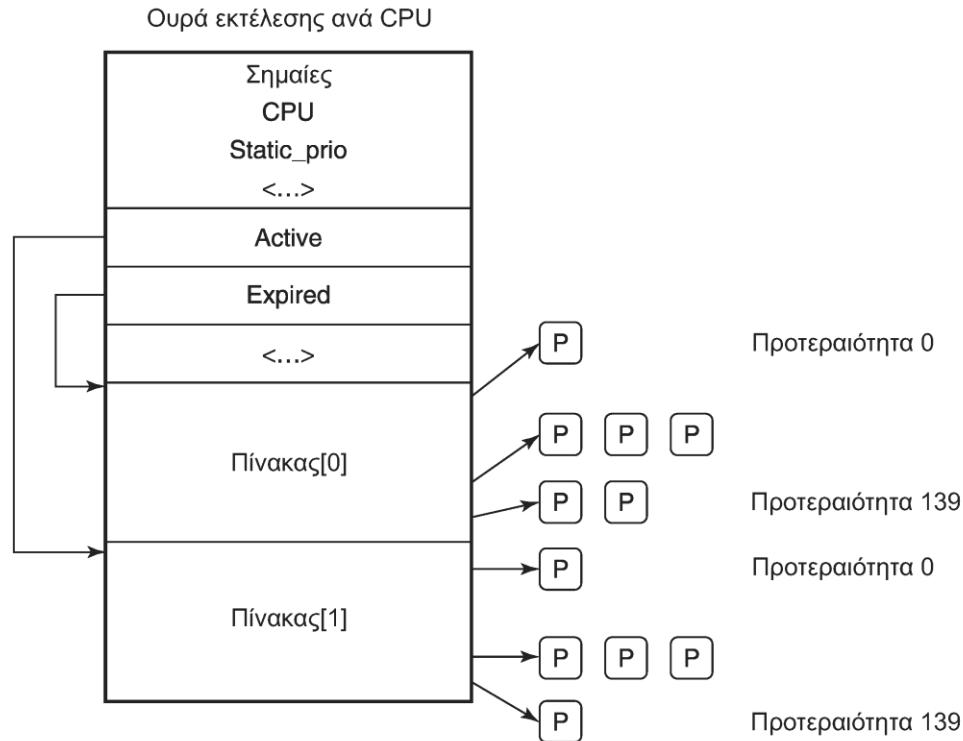 Ουρά εκτέλεσης ανά CPU
Σημαίες
CPU
Static_prio
<...>
Active
Expired
<...>
P Προτεραιότητα 0
P P P
Πίνακας[0]
P P Προτεραιότητα 139
P Προτεραιότητα 0
Πίνακας[1]
P P P
P Προτεραιότητα 139